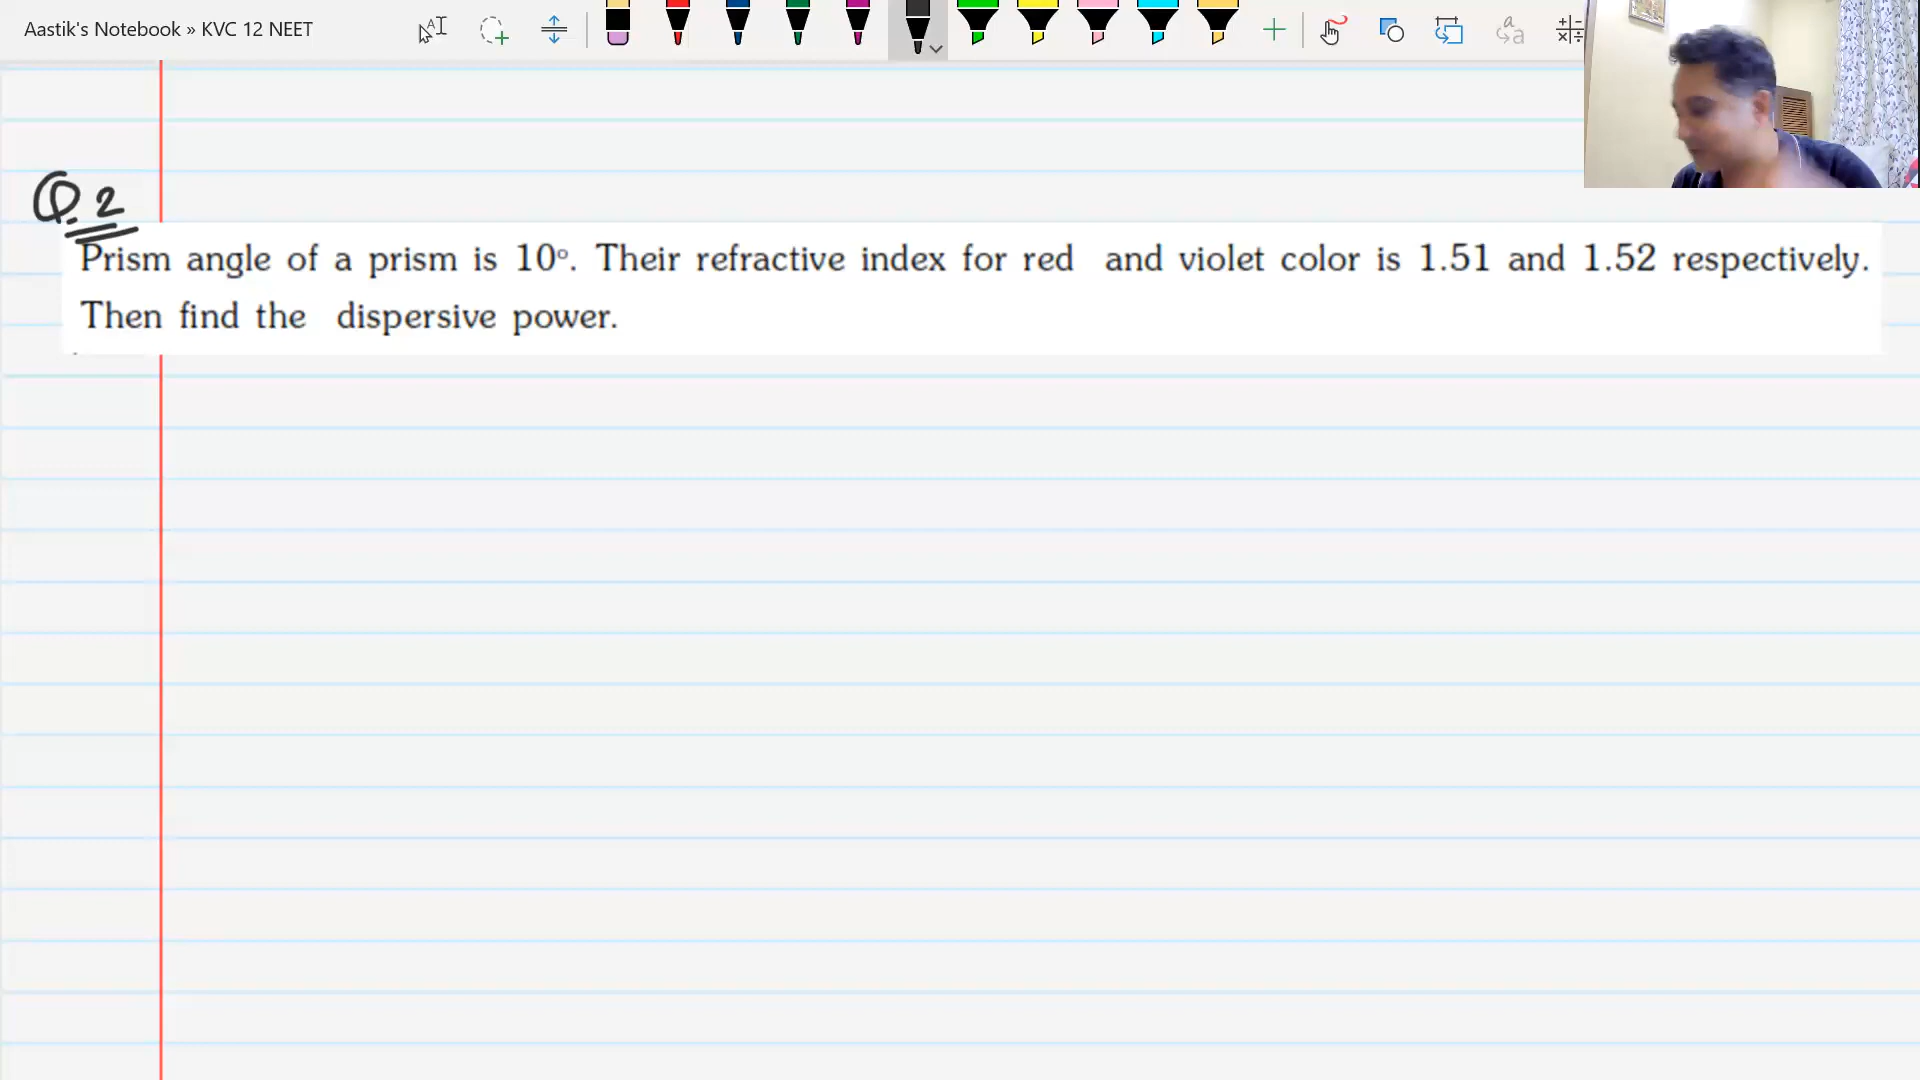 Aastik's Notebook » KVC 12 NEET
Q.2
Prism angle of a prism is 10°. Their refractive index for red and violet color is 1.51 and 1.52 respectively.
Then find the dispersive power.